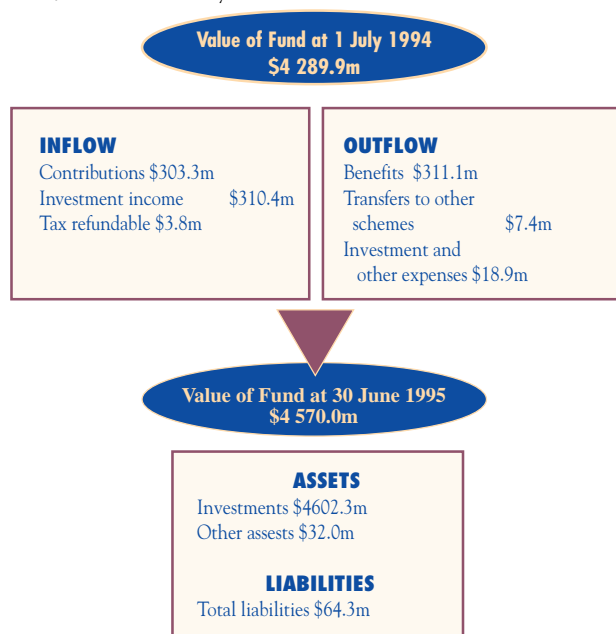 Value of Fund at 1 July 1994
$4 289.9m
INFLOW
Contributions $303.3m
Investment income $310.4m
Tax refundable $3.8m
OUTFLOW
Benefits $311.1m
Transfers to other
schemes $7.4m
Investment and
other expenses $18.9m
Value of Fund at 30 June 1995
$4 570.0m
ASSETS
Investments $4602.3m
Other assests $32.0m
LIABILITIES
Total liabilities $64.3m